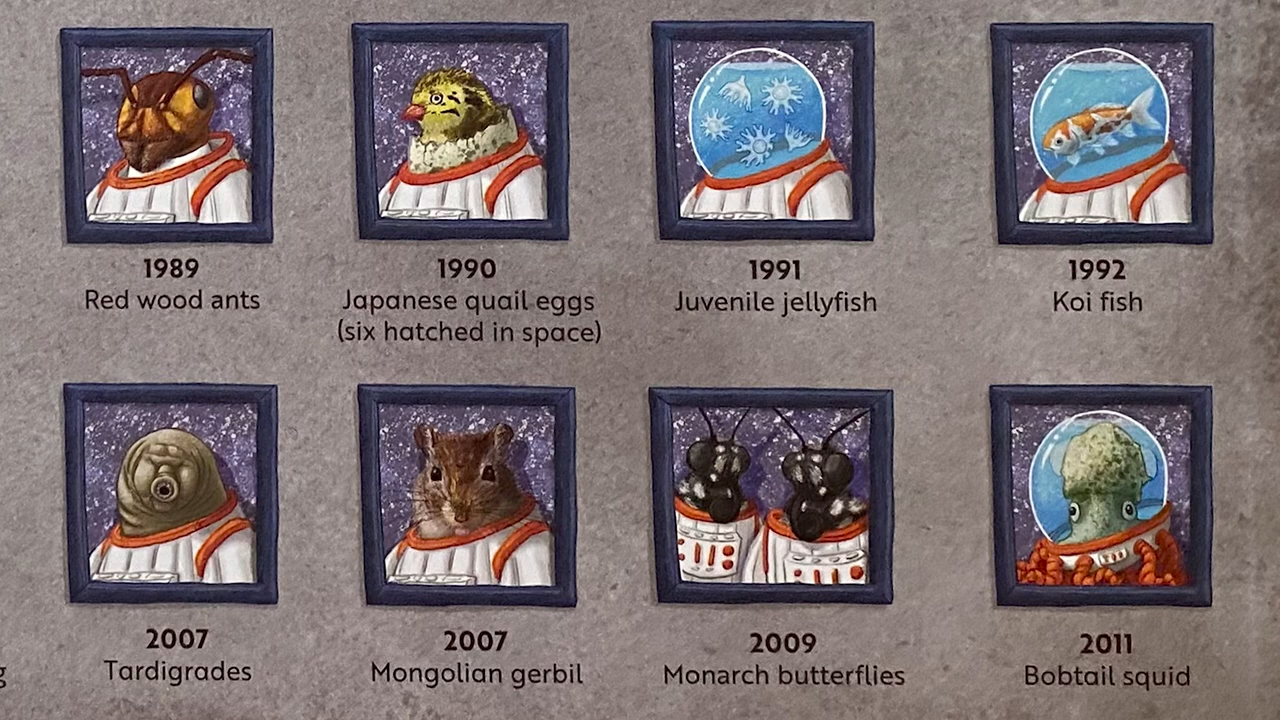 1989
Red wood ants
1990
Japanese quail eggs
(six hatched in space)
1991
Juvenile jellyfish
1992
Koi fish
2007
Tardigrades
2007
Mongolian gerbil
2009
Monarch butterflies
2011
Bobtail squid